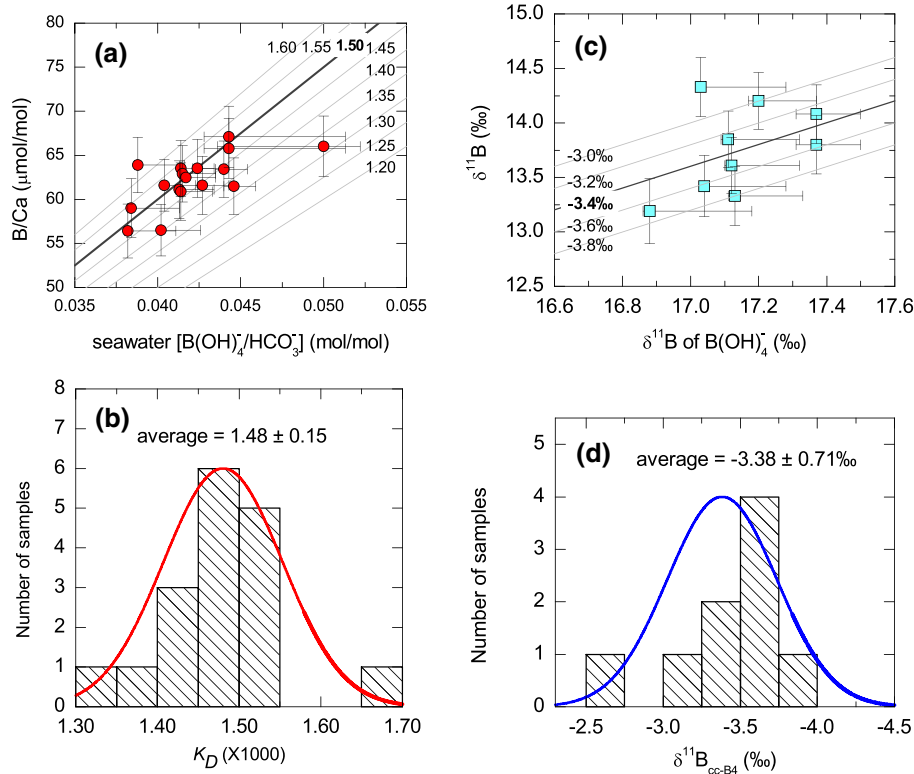 (a)
1.60 1.55 1.50 1.45
1.40
1.35
1.30
1.25
1.20
80
75
70
65
60
55
50
B/Ca (μmol/mol)
0.035 0.040 0.045 0.050 0.055
seawater [B(OH)₄⁻/HCO₃⁻] (mol/mol)
(c)
15.0
14.5
14.0
13.5
13.0
12.5
δ¹¹B (‰)
-3.0‰
-3.2‰
-3.4‰
-3.6‰
-3.8‰
16.6 16.8 17.0 17.2 17.4 17.6
δ¹¹B of B(OH)₄⁻ (‰)
(b)
average = 1.48 ± 0.15
8
7
6
5
4
3
2
1
0
Number of samples
1.30 1.40 1.50 1.60 1.70
K_D (X1000)
(d)
average = -3.38 ± 0.71‰
5
4
3
2
1
0
Number of samples
-2.5 -3.0 -3.5 -4.0 -4.5
δ¹¹B_cc-B4 (‰)